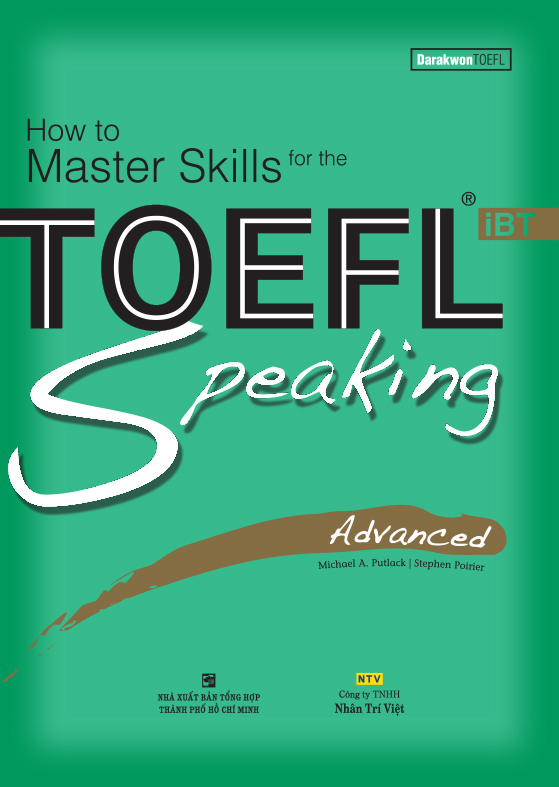 DarakwonTOEFL
How to
Master Skills for the
TOEFL® iBT
Speaking
Advanced
Michael A. Putlack | Stephen Poirier
NHÀ XUẤT BẢN TỔNG HỢP
THÀNH PHỐ HỒ CHÍ MINH
NTV
Công ty TNHH
Nhân Trí Việt